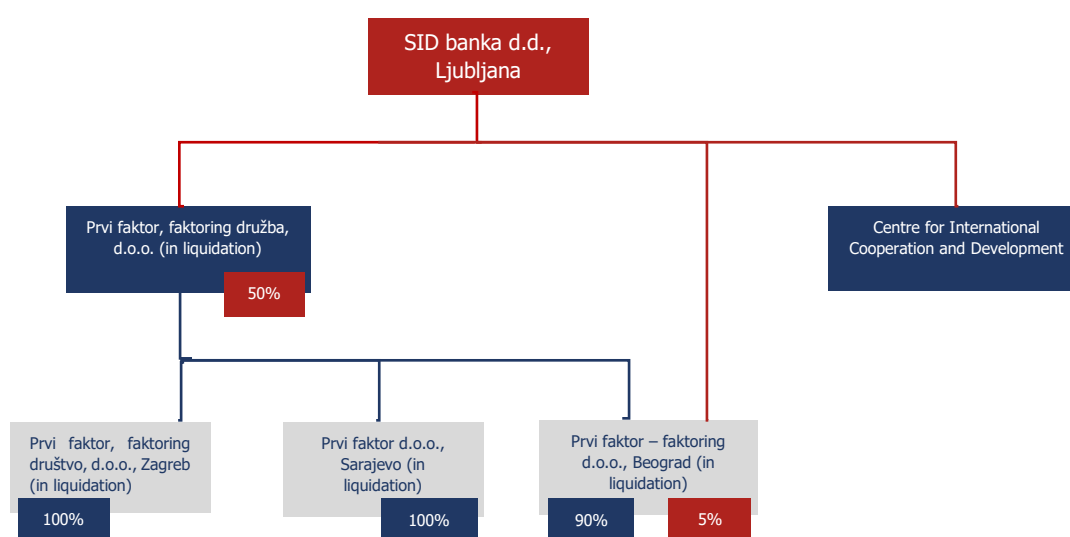 SID banka d.d.,
Ljubljana
Prvi faktor, faktoring družba,
d.o.o. (in liquidation)
50%
Centre for International
Cooperation and Development
Prvi faktor, faktoring
društvo, d.o.o., Zagreb
(in liquidation)
100%
Prvi faktor d.o.o.,
Sarajevo (in
liquidation)
100%
Prvi faktor – faktoring
d.o.o., Beograd (in
liquidation)
90%
5%